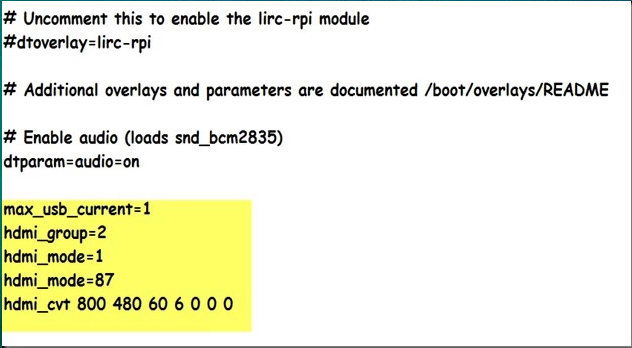 # Uncomment this to enable the lirc-rpi module
#dtoverlay=lirc-rpi
# Additional overlays and parameters are documented /boot/overlays/README
# Enable audio (loads snd_bcm2835)
dtparam=audio=on
max_usb_current=1
hdmi_group=2
hdmi_mode=1
hdmi_mode=87
hdmi_cvt 800 480 60 6 0 0 0